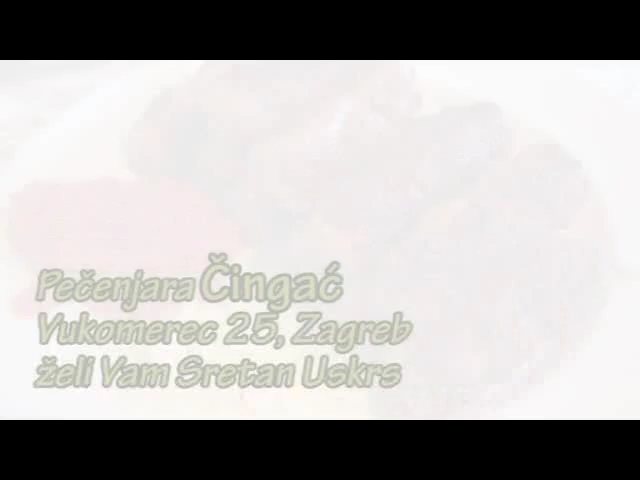 Pečenjara Čingać
Vukomerec 25, Zagreb
želi Vam Sretan Uskrs